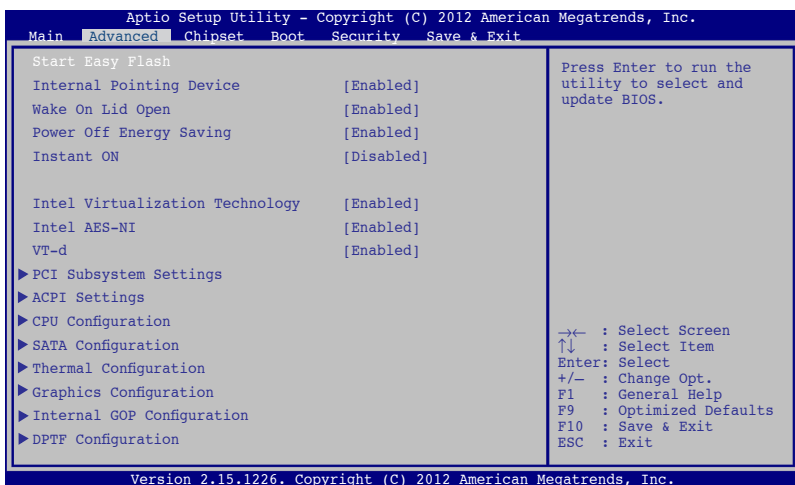 Aptio Setup Utility - Copyright (C) 2012 American Megatrends, Inc.
Main Advanced Chipset Boot Security Save & Exit
Start Easy Flash
Internal Pointing Device [Enabled]
Wake On Lid Open [Enabled]
Power Off Energy Saving [Enabled]
Instant ON [Disabled]
Intel Virtualization Technology [Enabled]
Intel AES-NI [Enabled]
VT-d [Enabled]
PCI Subsystem Settings
ACPI Settings
CPU Configuration
SATA Configuration
Thermal Configuration
Graphics Configuration
Internal GOP Configuration
DPTF Configuration
Press Enter to run the
utility to select and
update BIOS.
→← : Select Screen
↑↓ : Select Item
Enter: Select
+/— : Change Opt.
F1 : General Help
F9 : Optimized Defaults
F10 : Save & Exit
ESC : Exit
Version 2.15.1226. Copyright (C) 2012 American Megatrends, Inc.